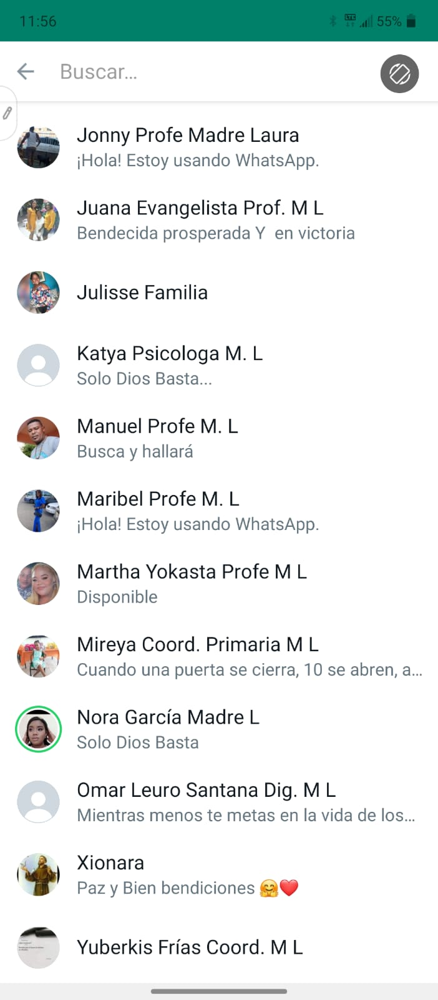 11:56
LTE
55%
Buscar...
Jonny Profe Madre Laura
¡Hola! Estoy usando WhatsApp.
Juana Evangelista Prof. M L
Bendecida prosperada Y  en victoria
Julisse Familia
Katya Psicologa M. L
Solo Dios Basta...
Manuel Profe M. L
Busca y hallará
Maribel Profe M. L
¡Hola! Estoy usando WhatsApp.
Martha Yokasta Profe M L
Disponible
Mireya Coord. Primaria M L
Cuando una puerta se cierra, 10 se abren, a...
Nora García Madre L
Solo Dios Basta
Omar Leuro Santana Dig. M L
Mientras menos te metas en la vida de los...
Xionara
Paz y Bien bendiciones 🤗❤️
Yuberkis Frías Coord. M L